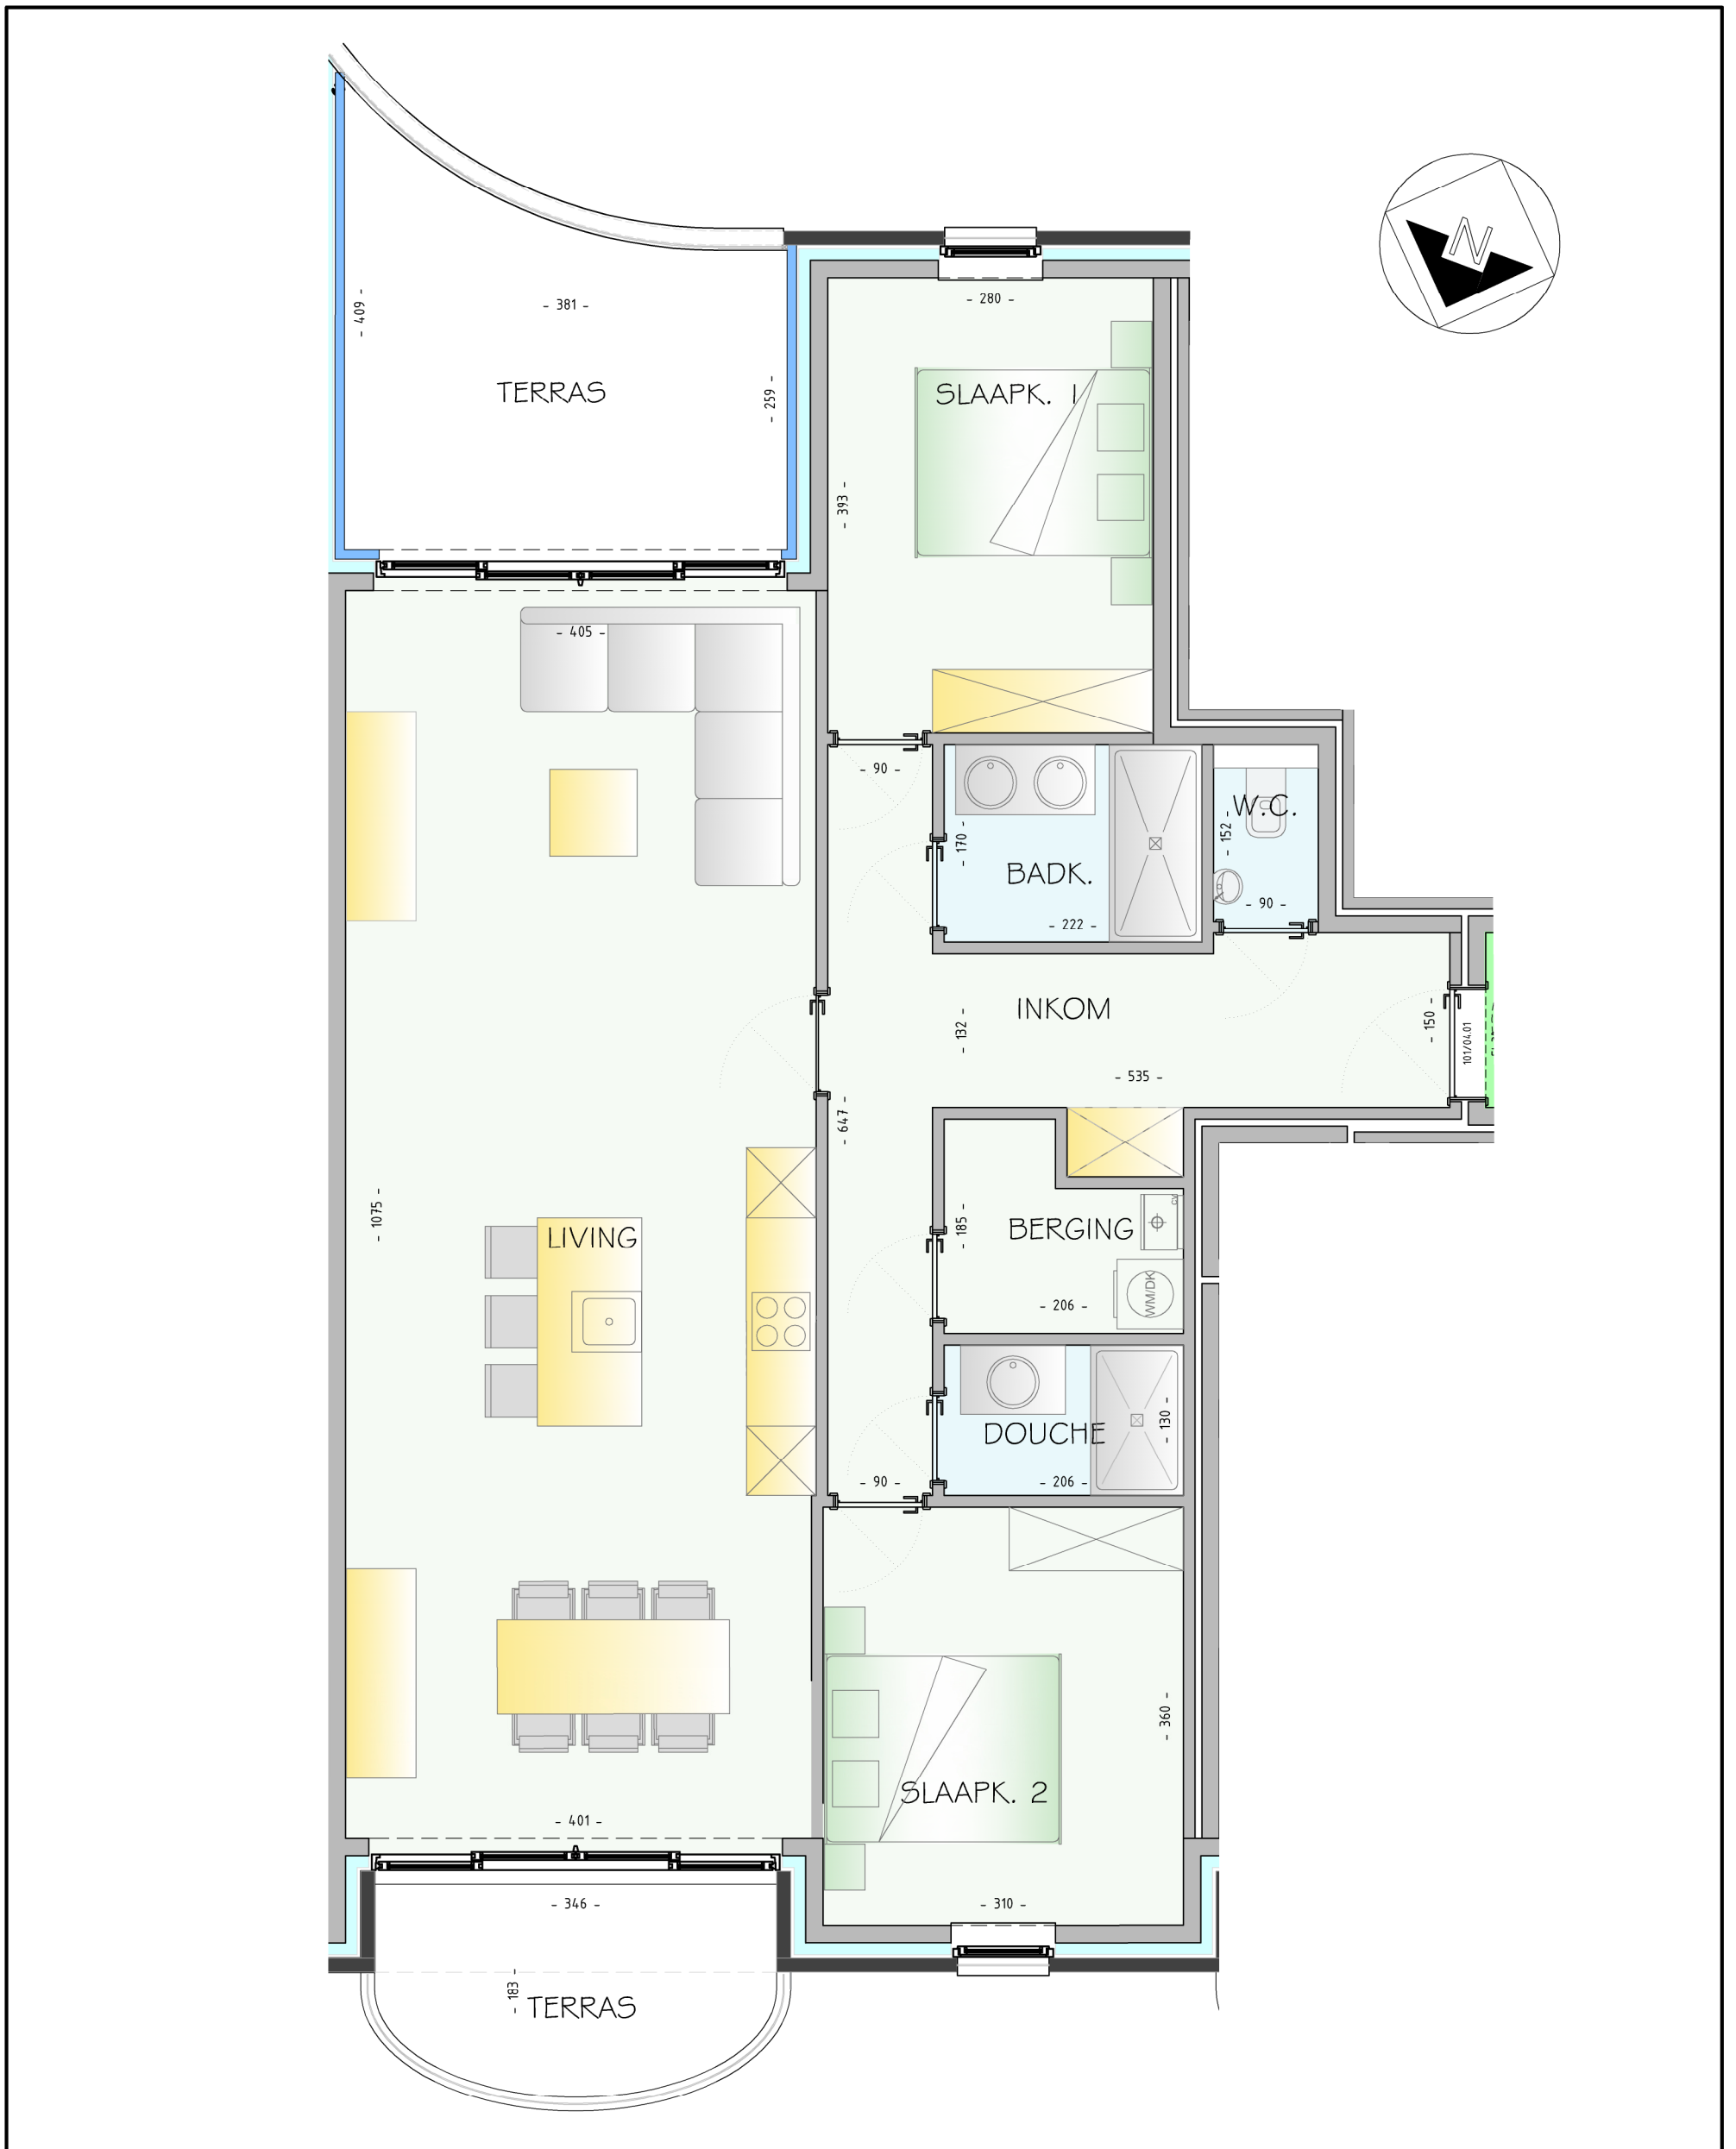 N
- 409 -
- 381 -
TERRAS
- 259 -
- 280 -
SLAAPK. 1
- 393 -
- 405 -
- 90 -
- 170 -
BADK.
- 222 -
W.C.
- 152 -
- 90 -
INKOM
- 132 -
- 535 -
- 150 -
101/04.01
- 647 -
- 1075 -
LIVING
- 185 -
BERGING
CV
WM/DK
- 206 -
DOUCHE
- 130 -
- 206 -
- 90 -
- 360 -
SLAAPK. 2
- 401 -
- 310 -
- 346 -
- 183 -
TERRAS